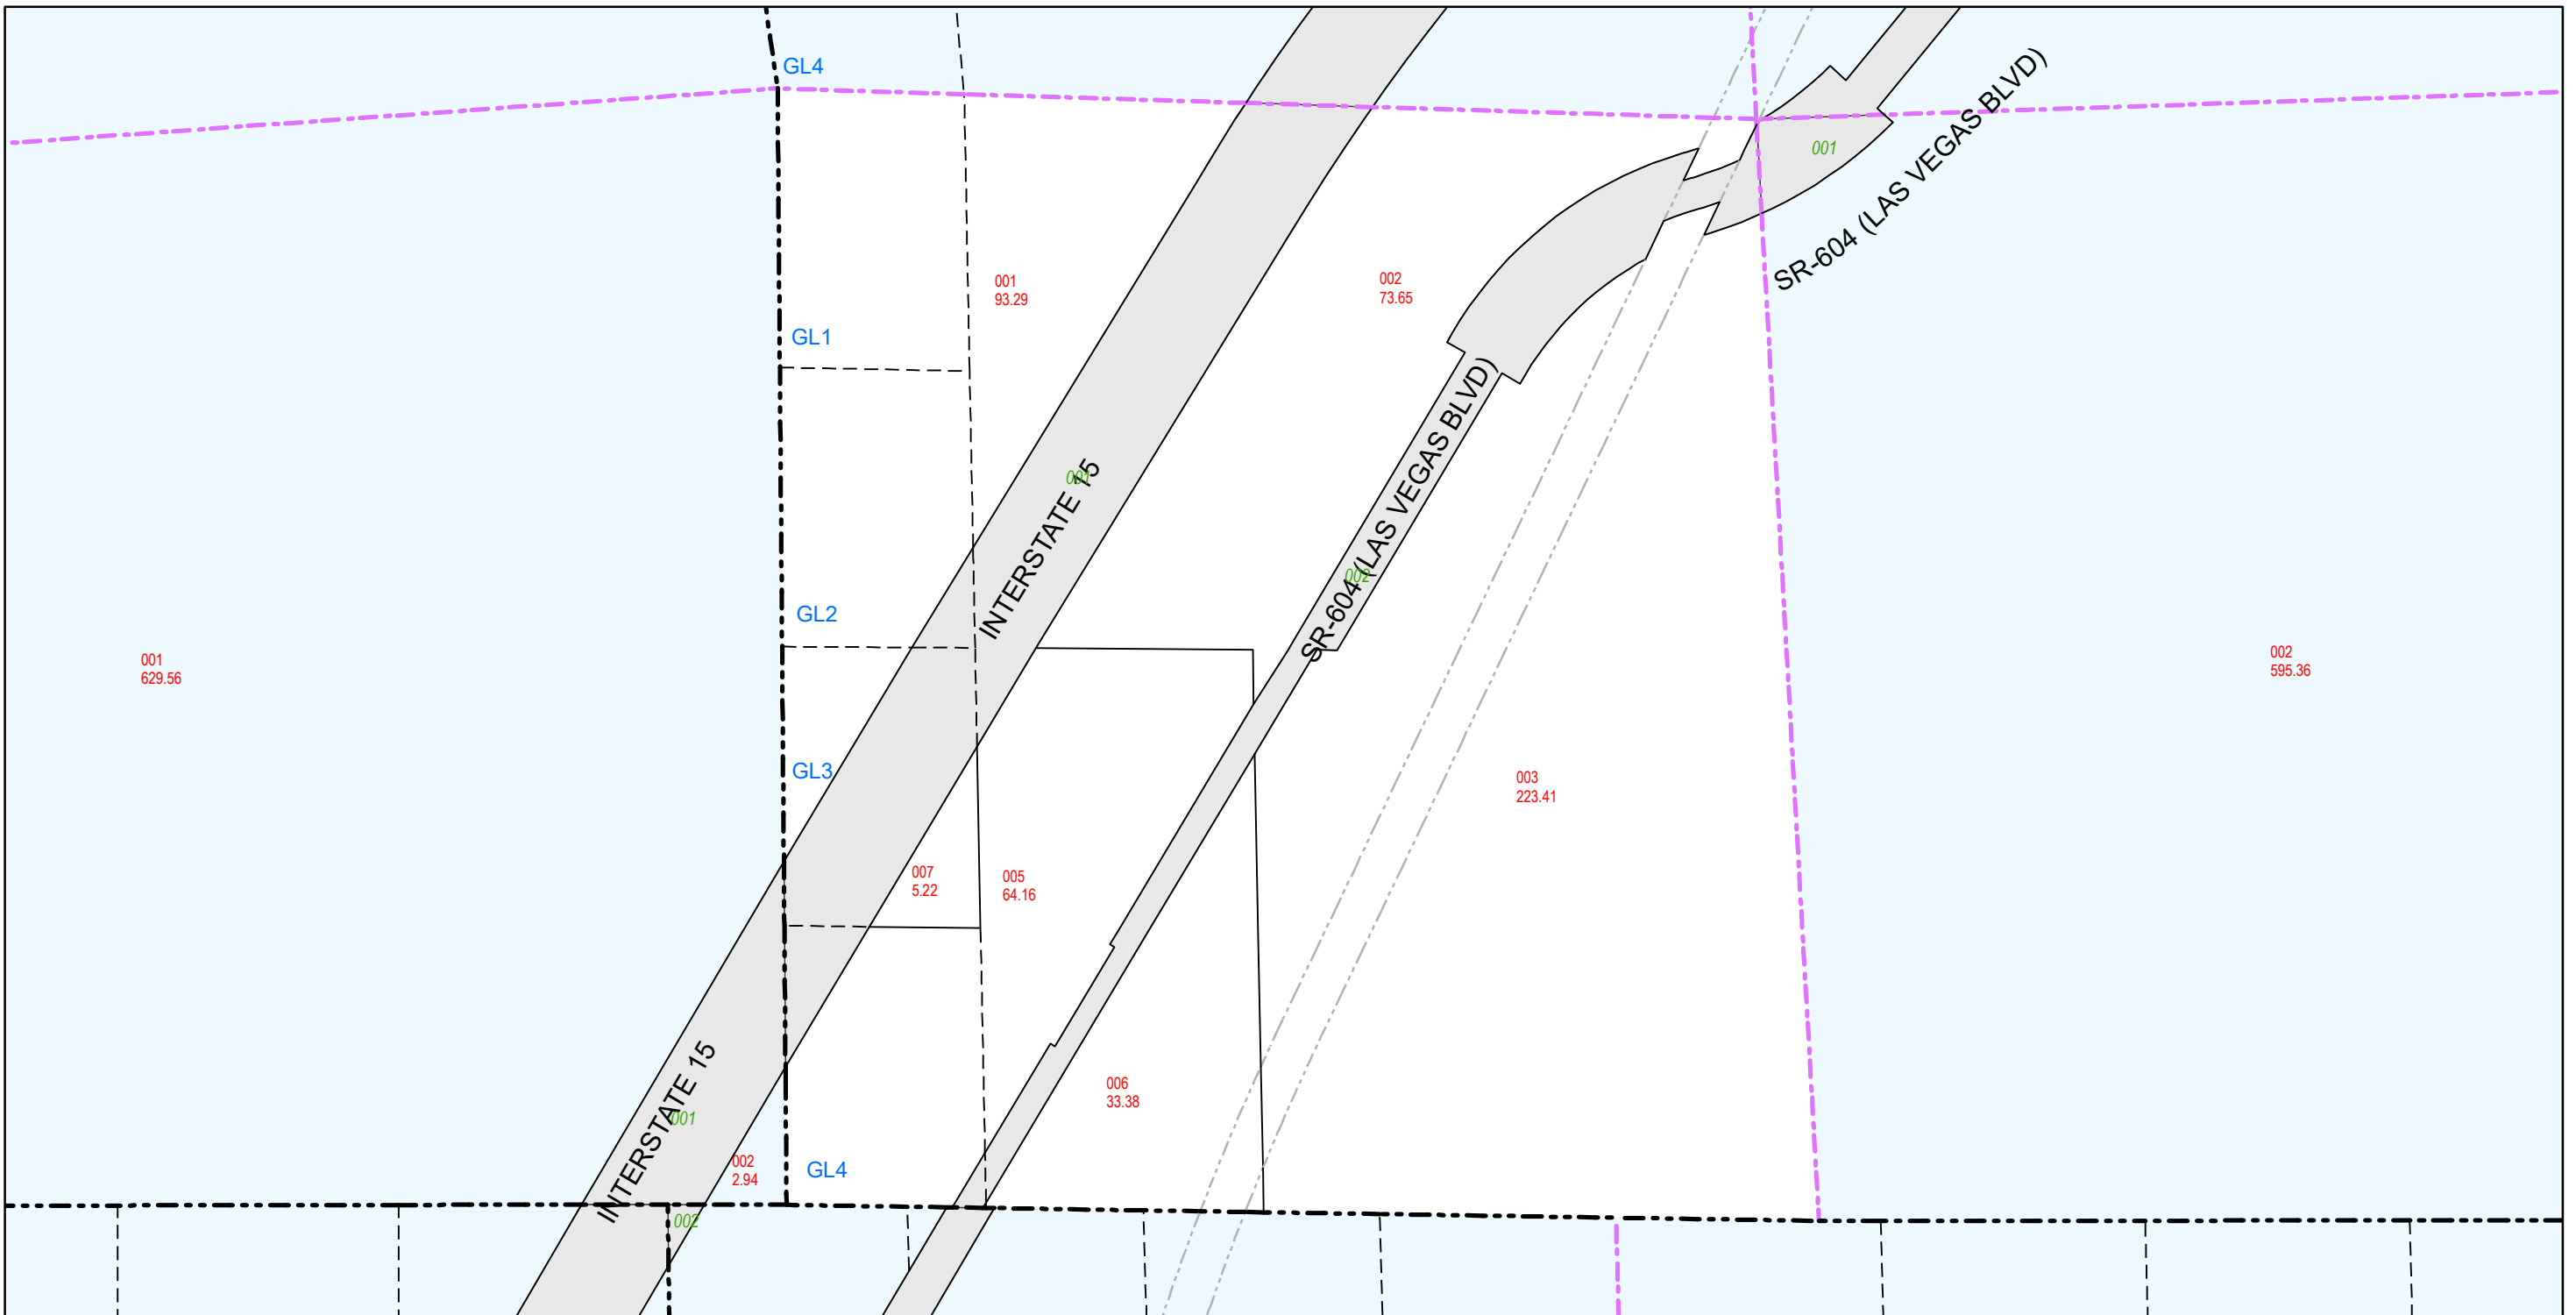 GL4
SR-604 (LAS VEGAS BLVD)
001
001
93.29
002
73.65
GL1
SR-604 (LAS VEGAS BLVD)
002
INTERSTATE 15
001
GL2
001
629.56
002
595.36
GL3
003
223.41
007
5.22
005
64.16
INTERSTATE 15
001
006
33.38
002
2.94
GL4
002